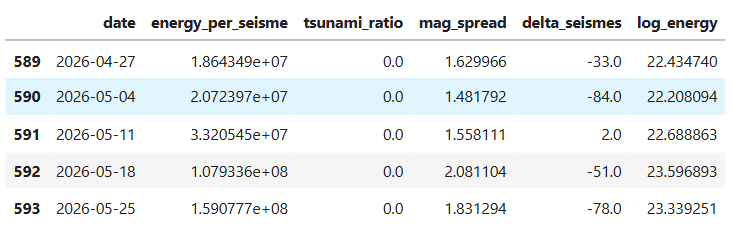 date energy_per_seisme tsunami_ratio mag_spread delta_seismes log_energy
589 2026-04-27 1.864349e+07 0.0 1.629966 -33.0 22.434740
590 2026-05-04 2.072397e+07 0.0 1.481792 -84.0 22.208094
591 2026-05-11 3.320545e+07 0.0 1.558111 2.0 22.688863
592 2026-05-18 1.079336e+08 0.0 2.081104 -51.0 23.596893
593 2026-05-25 1.590777e+08 0.0 1.831294 -78.0 23.339251